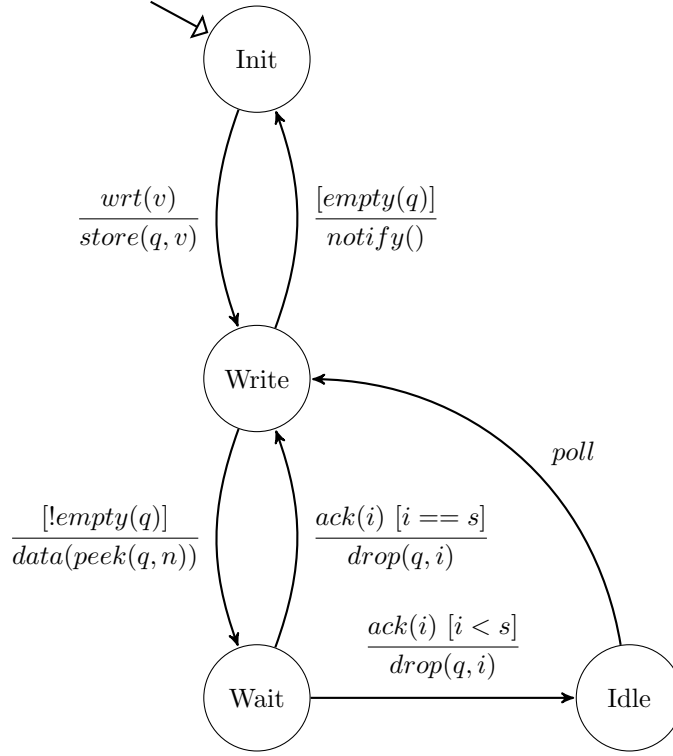 Init
wrt(v)
store(q, v)
[empty(q)]
notify()
Write
poll
[!empty(q)]
data(peek(q, n))
ack(i) [i == s]
drop(q, i)
ack(i) [i < s]
drop(q, i)
Wait
Idle